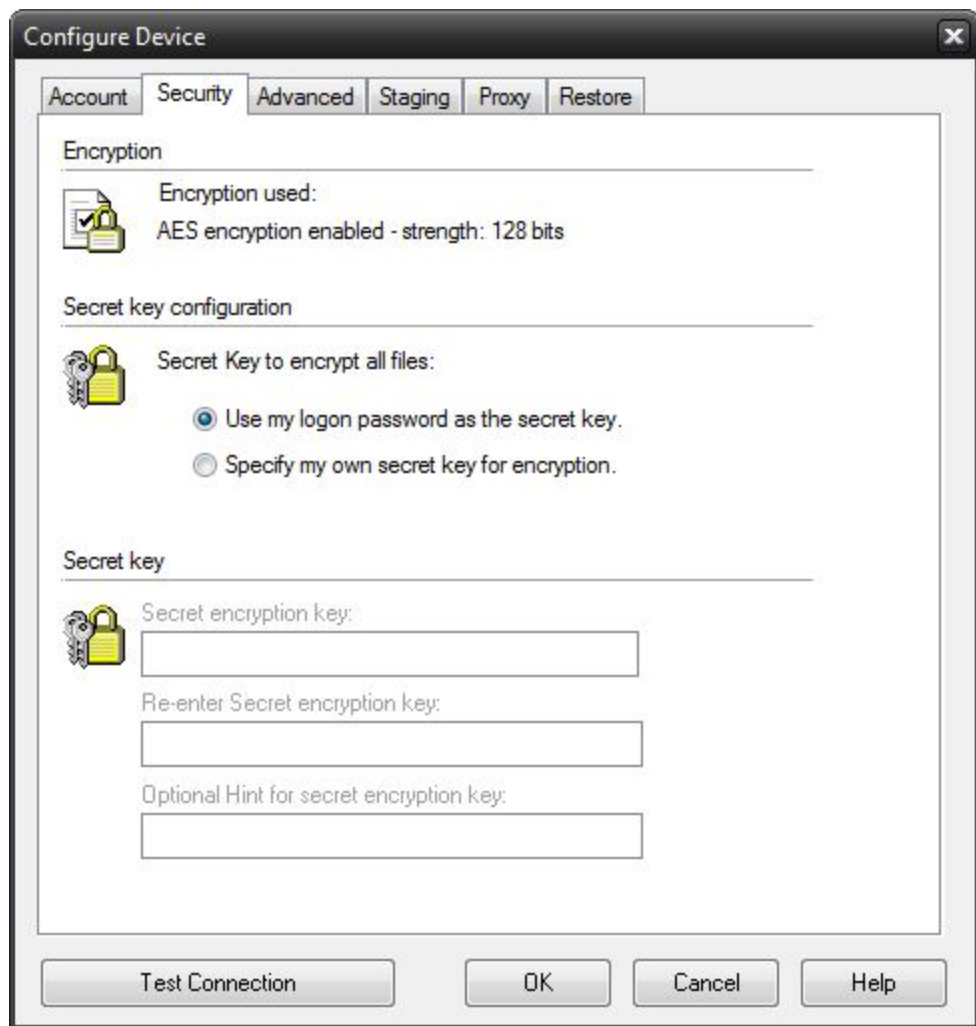 Configure Device
Account Security Advanced Staging Proxy Restore
Encryption
Encryption used:
AES encryption enabled - strength: 128 bits
Secret key configuration
Secret Key to encrypt all files:
Use my logon password as the secret key.
Specify my own secret key for encryption.
Secret key
Secret encryption key:
Re-enter Secret encryption key:
Optional Hint for secret encryption key:
Test Connection OK Cancel Help